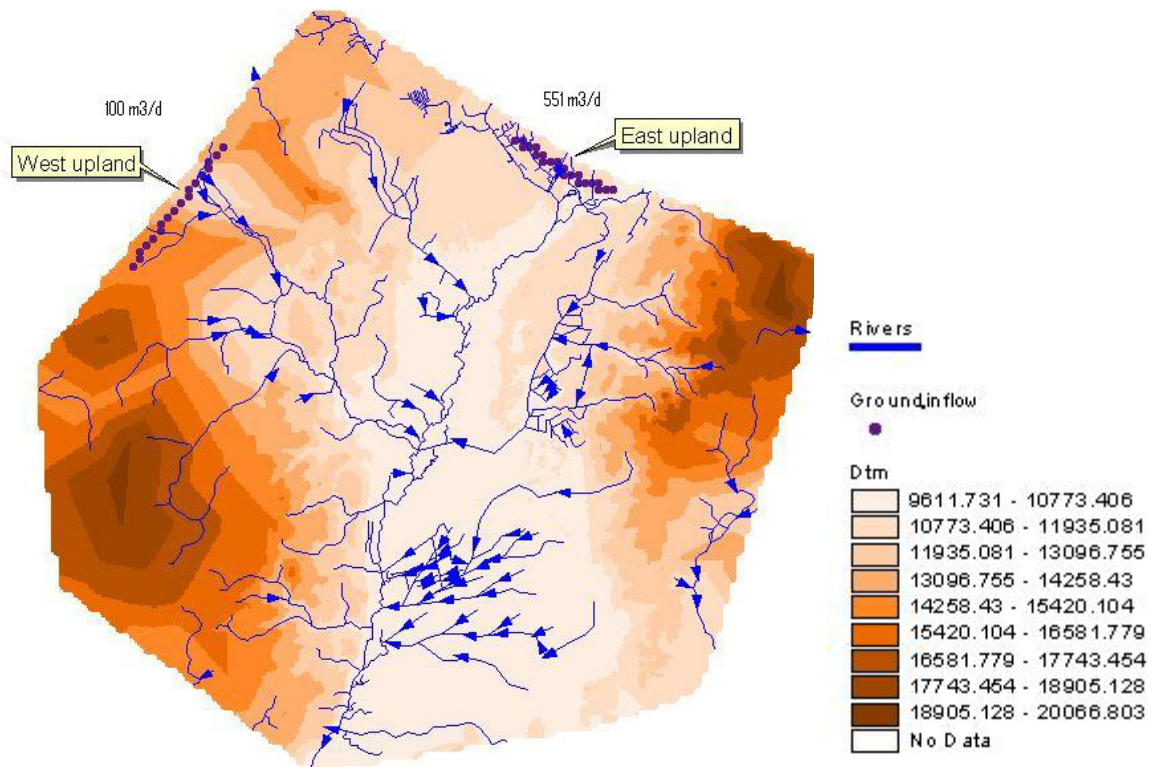 100 m3/d
551 m3/d
West upland
East upland
Rivers
Ground,inflow
Dtm
9611.731 - 10773.406
10773.406 - 11935.081
11935.081 - 13096.755
13096.755 - 14258.43
14258.43 - 15420.104
15420.104 - 16581.779
16581.779 - 17743.454
17743.454 - 18905.128
18905.128 - 20066.803
No Data